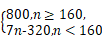 {800,n ≥ 160,
7n-320,n < 160